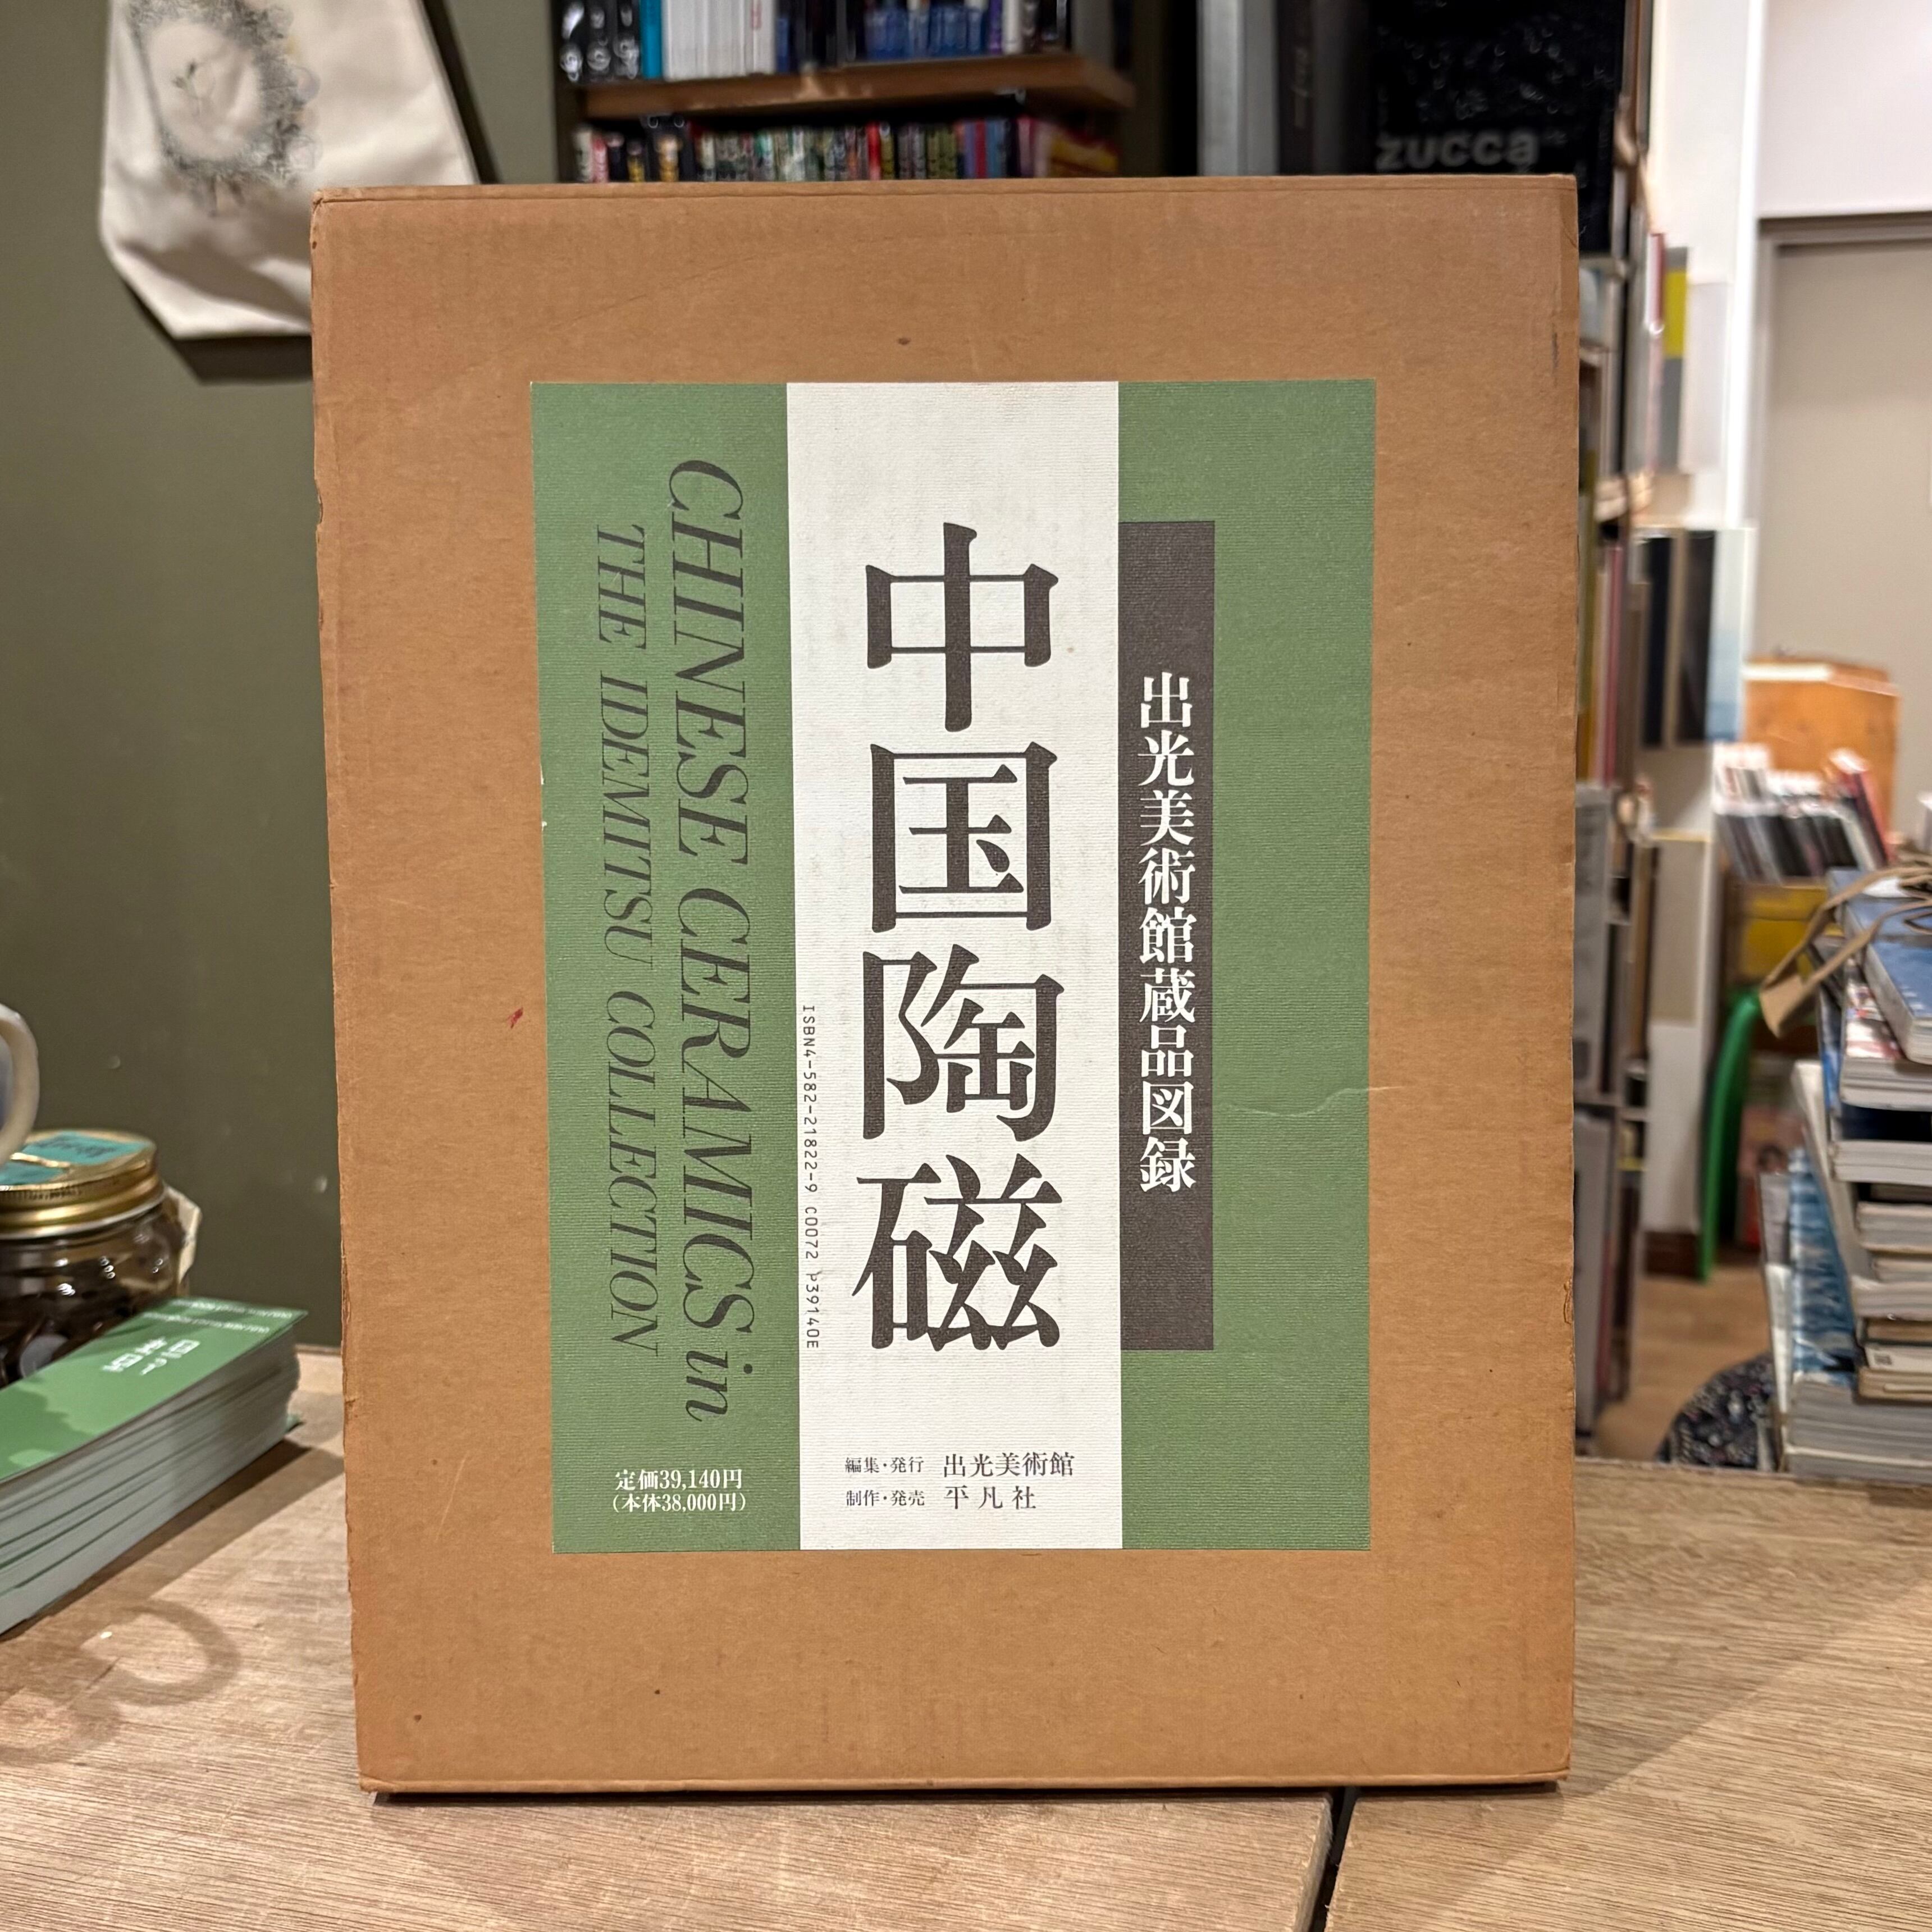 出光美術館蔵品図録
中国陶磁
ISBN4-582-21822-9 C0072 P39140E
CHINESE CERAMICS in
THE IDEMITSU COLLECTION
編集・発行 出光美術館
制作・発売 平凡社
定価39,140円
(本体38,000円)
zucca